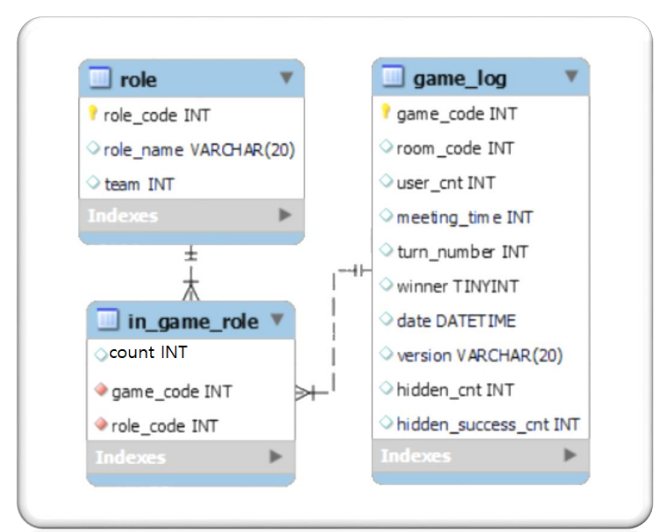 role
role_code INT
role_name VARCHAR(20)
team INT
Indexes
in_game_role
count INT
game_code INT
role_code INT
Indexes
game_log
game_code INT
room_code INT
user_cnt INT
meeting_time INT
turn_number INT
winner TINYINT
date DATETIME
version VARCHAR(20)
hidden_cnt INT
hidden_success_cnt INT
Indexes